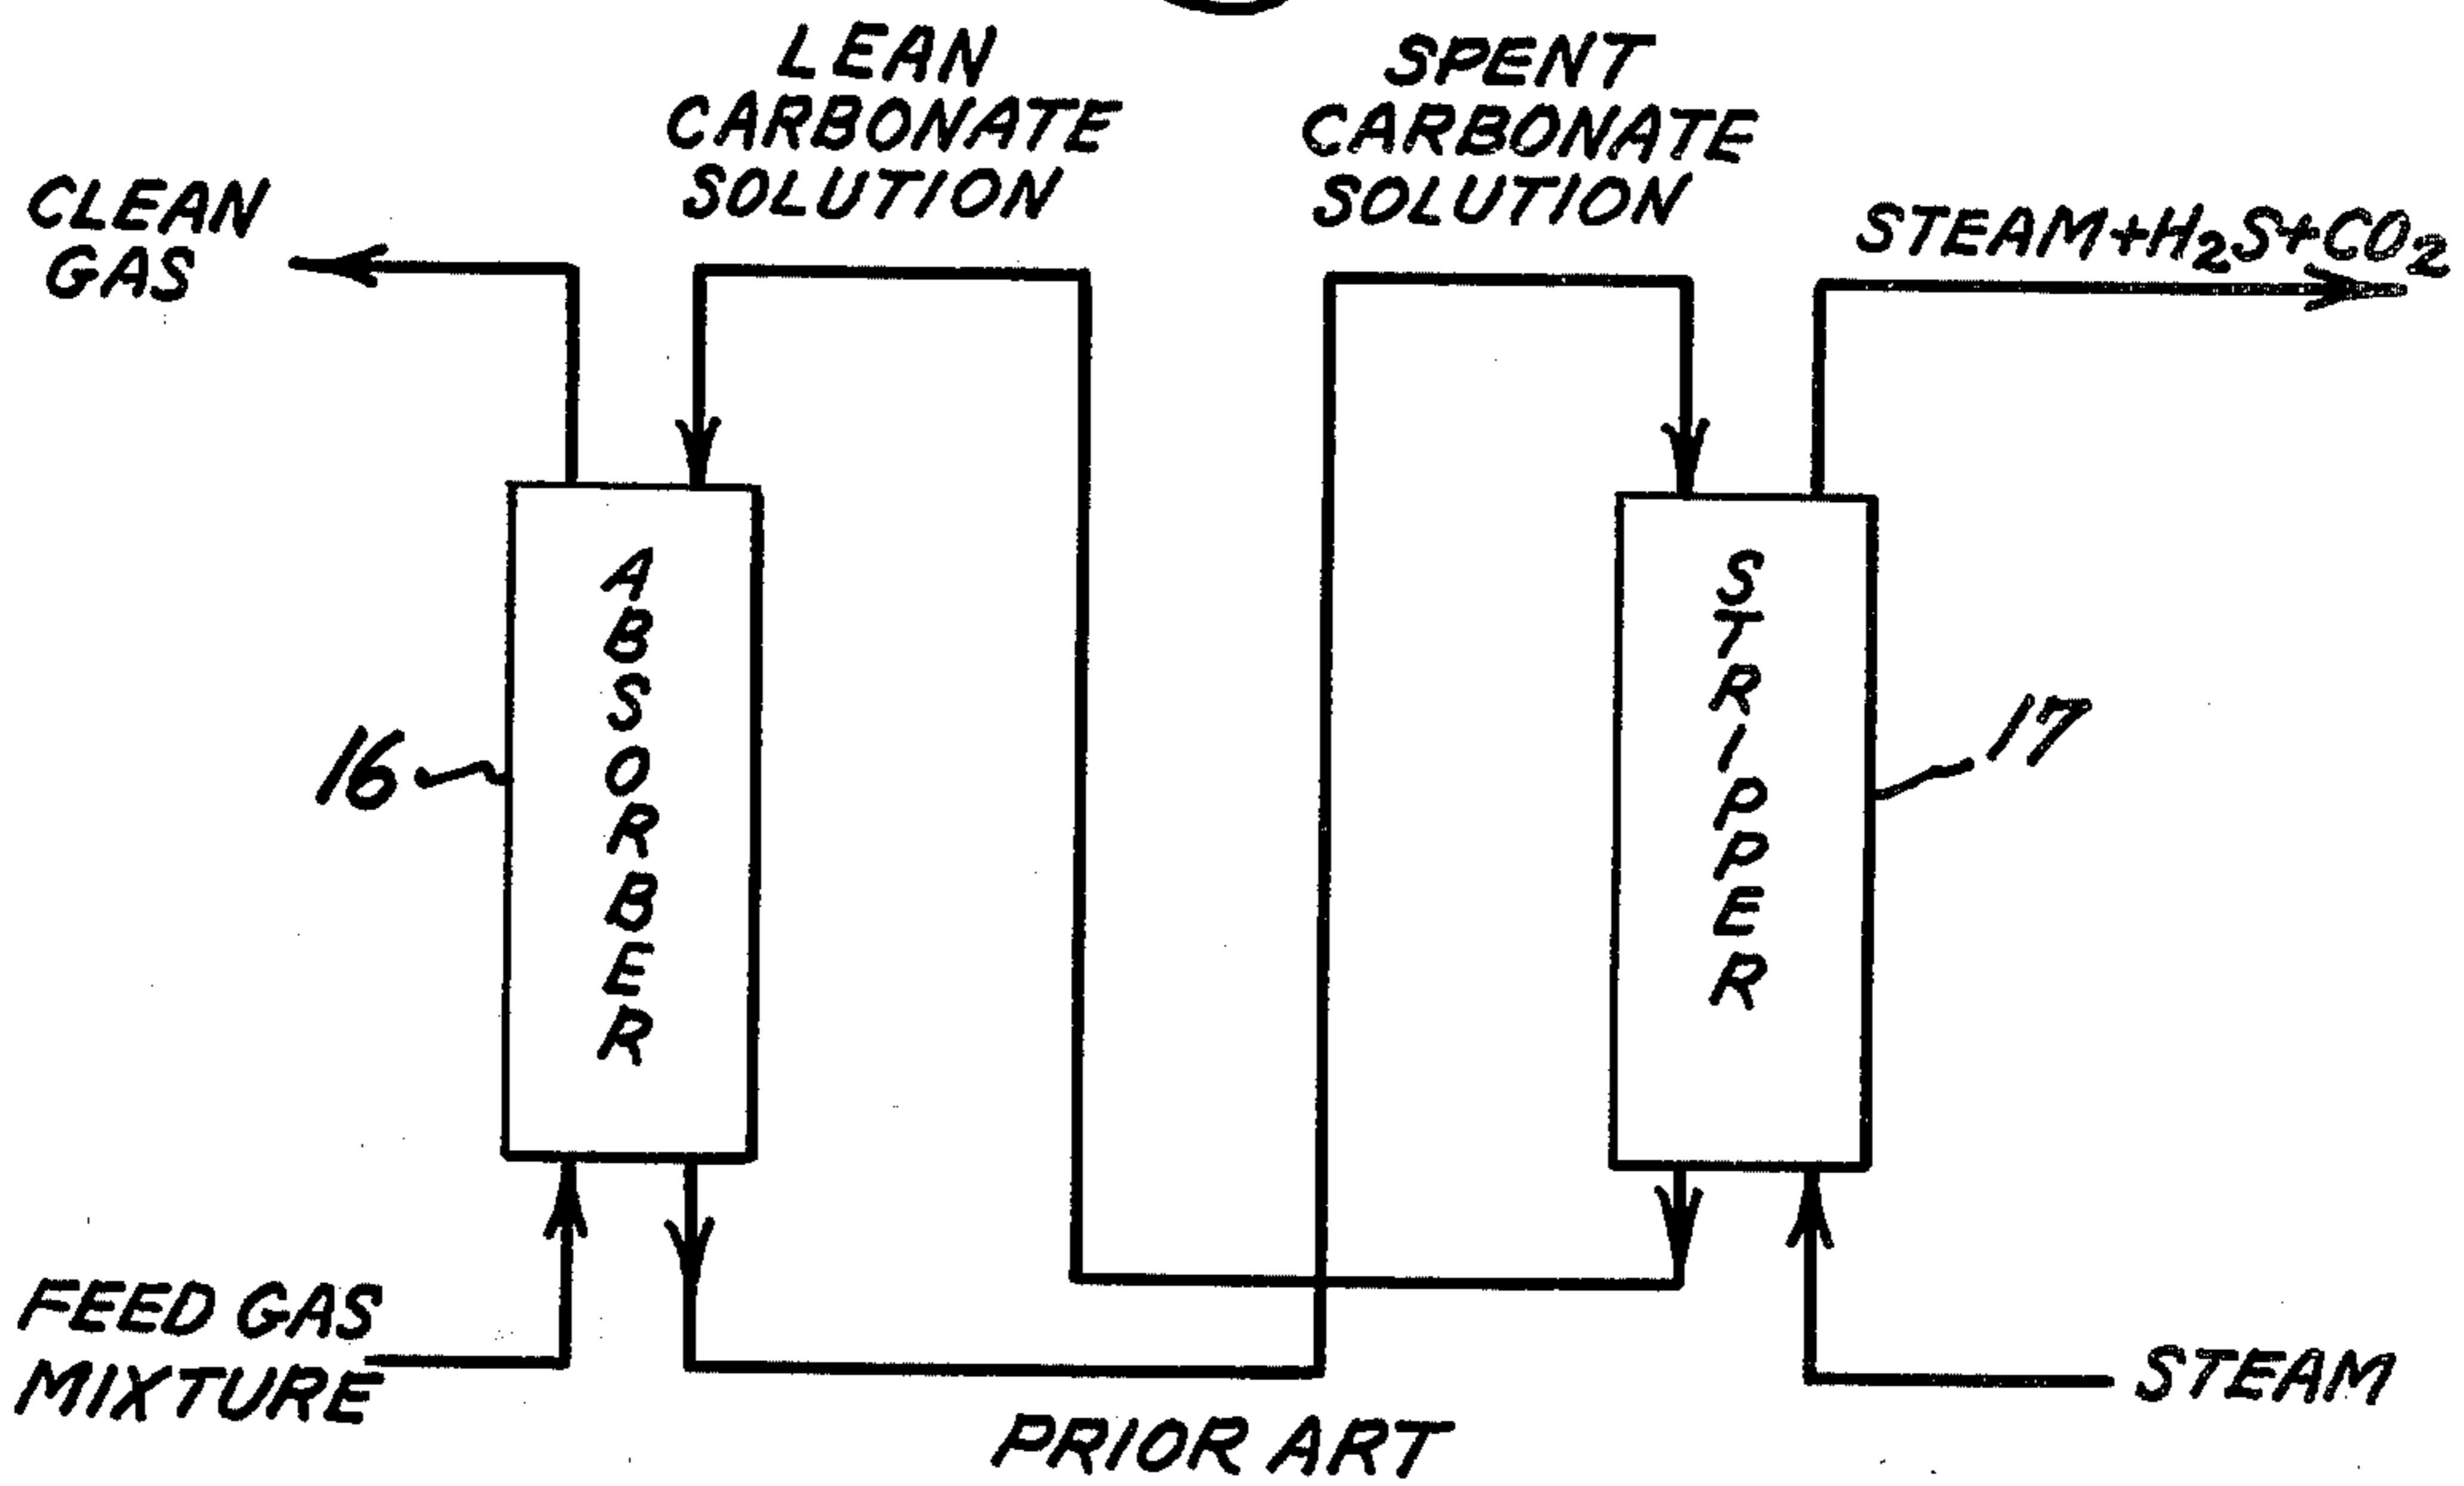 LEAN
CARBONATE
SOLUTION
SPENT
CARBONATE
SOLUTION
CLEAN
GAS
STEAM+H₂S+CO₂
ABSORBER
STRIPPER
16
17
FEED GAS
MIXTURE
STEAM
PRIOR ART